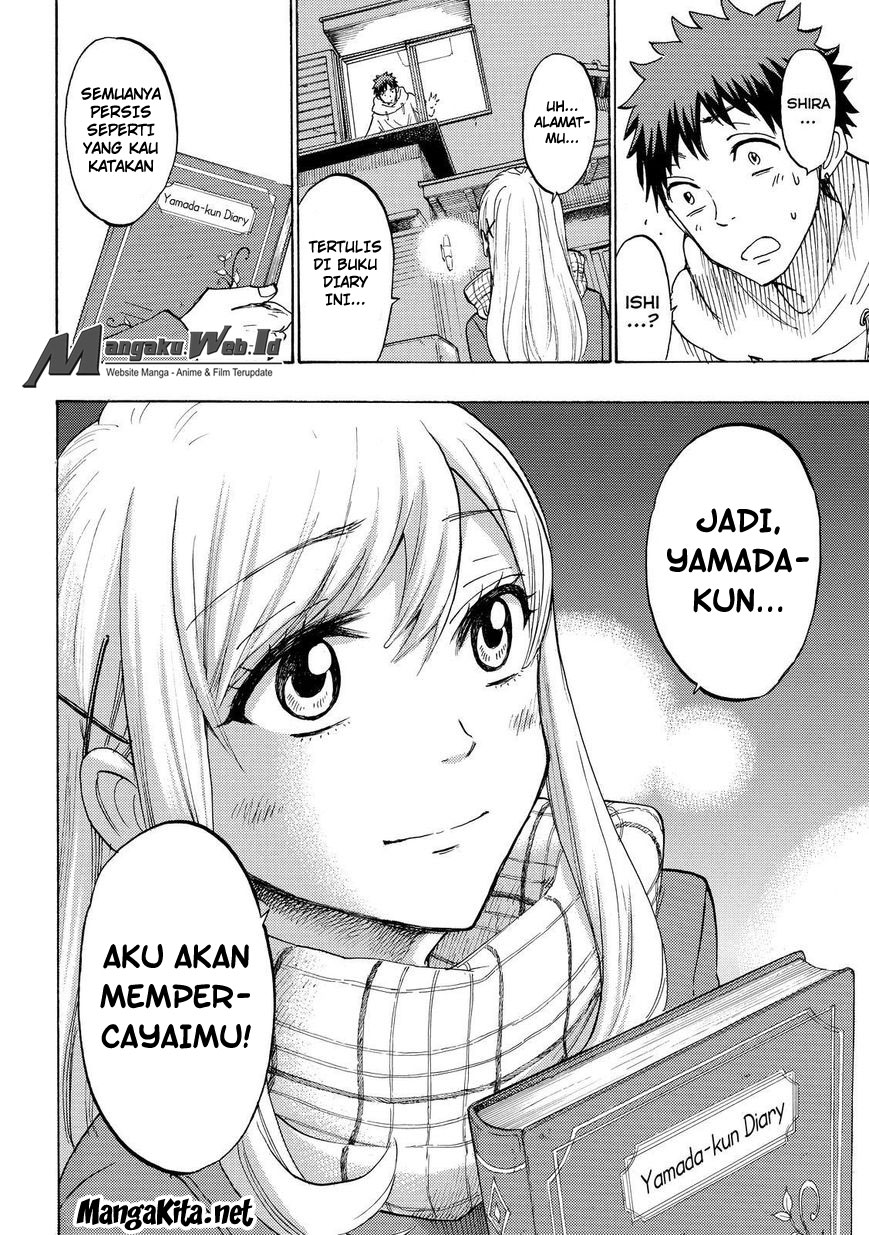 SHIRA
...
ISHI
...?
UH...
ALAMAT-
MU...
TERTULIS
DI BUKU
DIARY
INI...
SEMUANYA
PERSIS
SEPERTI
YANG KAU
KATAKAN
Yamada-kun Diary
Mangaku.Web.Id
Website Manga - Anime & Film Terupdate
JADI,
YAMADA-
KUN...
AKU AKAN
MEMPER-
CAYAIMU!
Yamada-kun Diary
MangaKita.net